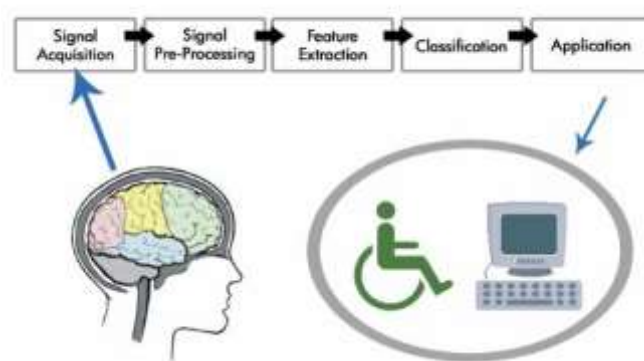 Signal
Acquisition
Signal
Pre-Processing
Feature
Extraction
Classification
Application